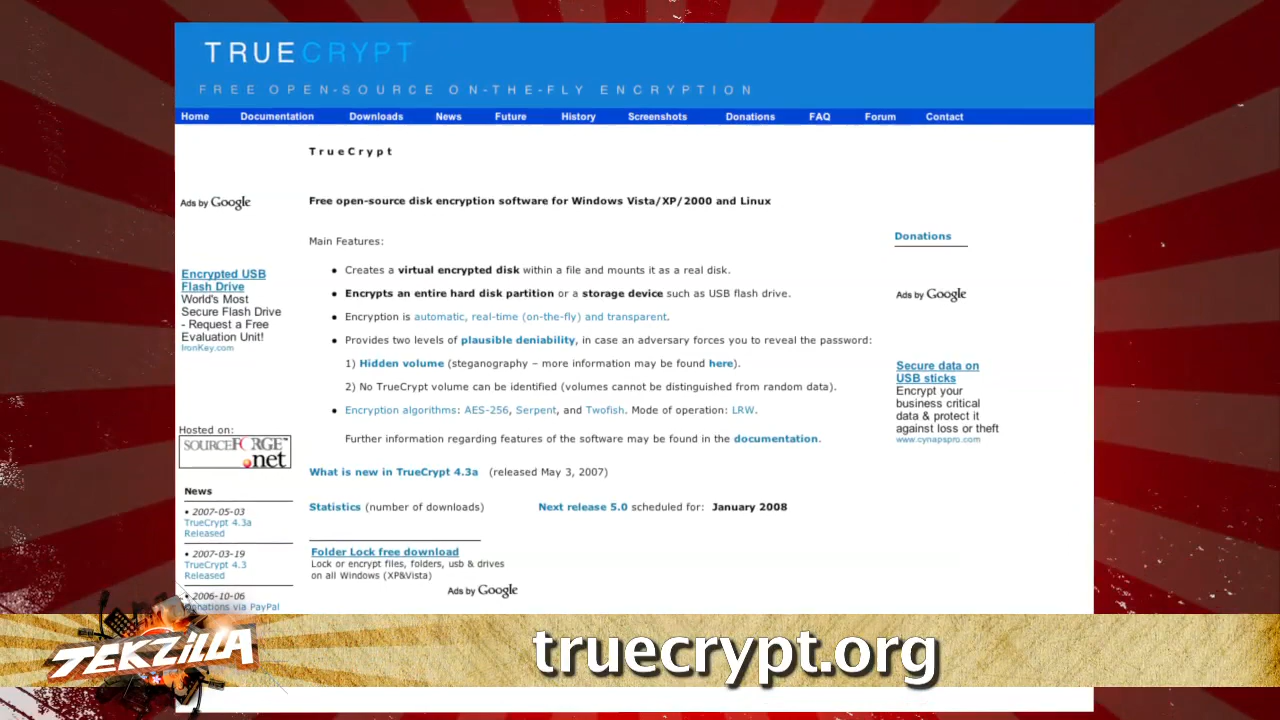 TRUECRYPT
FREE OPEN-SOURCE ON-THE-FLY ENCRYPTION
Home Documentation Downloads News Future History Screenshots Donations FAQ Forum Contact
TrueCrypt
Ads by Google
Free open-source disk encryption software for Windows Vista/XP/2000 and Linux
Main Features:
• Creates a virtual encrypted disk within a file and mounts it as a real disk.
• Encrypts an entire hard disk partition or a storage device such as USB flash drive.
• Encryption is automatic, real-time (on-the-fly) and transparent.
• Provides two levels of plausible deniability, in case an adversary forces you to reveal the password:
1) Hidden volume (steganography – more information may be found here).
2) No TrueCrypt volume can be identified (volumes cannot be distinguished from random data).
• Encryption algorithms: AES-256, Serpent, and Twofish. Mode of operation: LRW.
Further information regarding features of the software may be found in the documentation.
What is new in TrueCrypt 4.3a (released May 3, 2007)
Statistics (number of downloads) Next release 5.0 scheduled for: January 2008
Folder Lock free download
Lock or encrypt files, folders, usb & drives
on all Windows (XP&Vista)
Ads by Google
Encrypted USB
Flash Drive
World's Most
Secure Flash Drive
- Request a Free
Evaluation Unit!
IronKey.com
Hosted on:
SOURCEFORGE™
.net
News
• 2007-05-03
TrueCrypt 4.3a
Released
• 2007-03-19
TrueCrypt 4.3
Released
• 2006-10-06
Donations via PayPal
Donations
Ads by Google
Secure data on
USB sticks
Encrypt your
business critical
data & protect it
against loss or theft
www.cynapspro.com
TEKZILLA
truecrypt.org